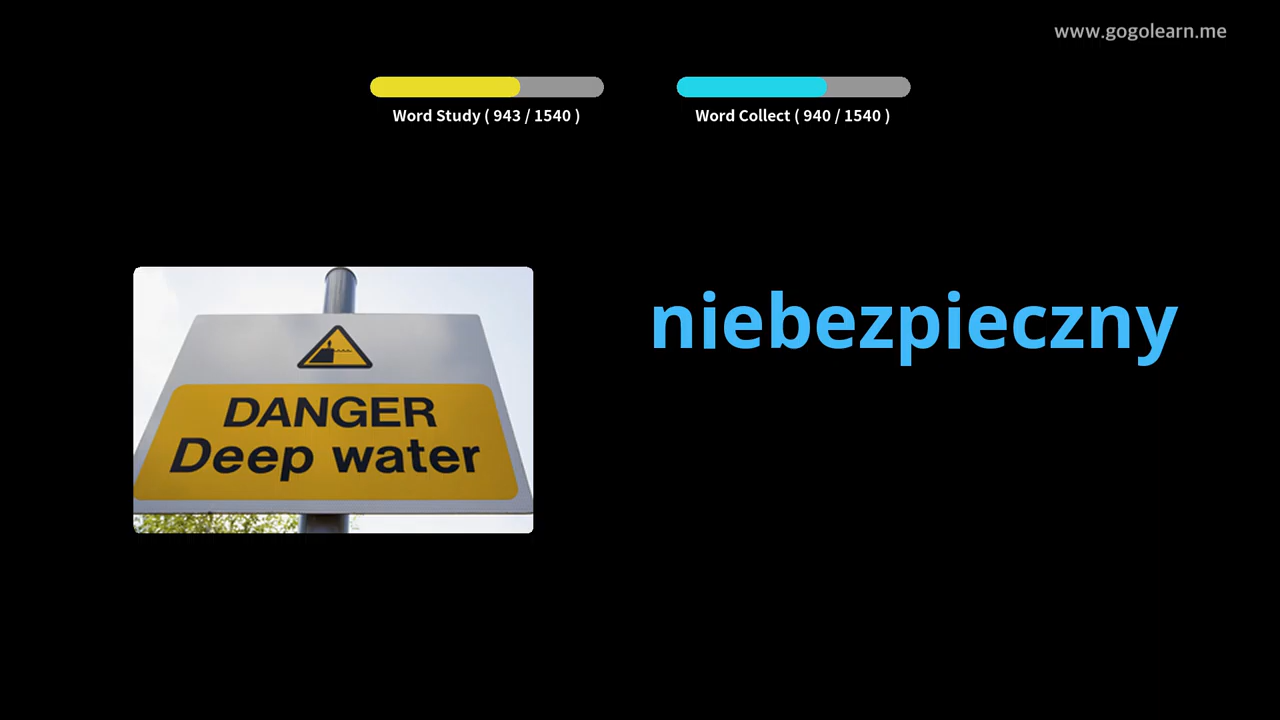 www.gogolearn.me
Word Study ( 943 / 1540 )
Word Collect ( 940 / 1540 )
niebezpieczny
DANGER
Deep water